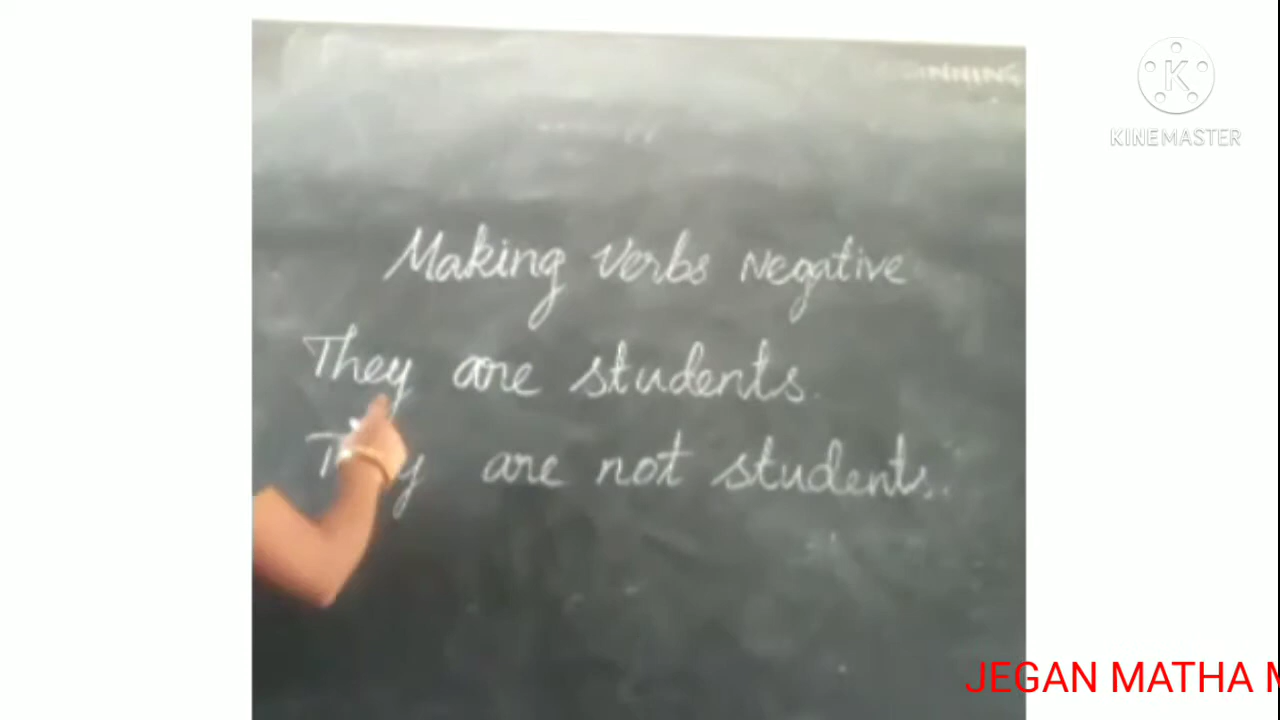 KINEMASTER
Making Verbs Negative
They are students.
are not students.
JEGAN MATHA